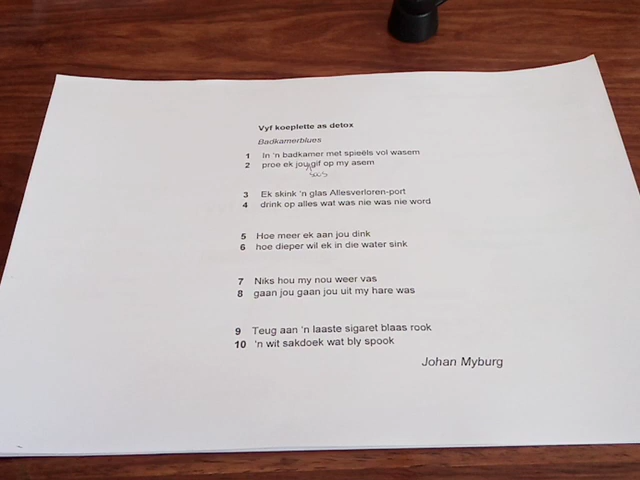 Vyf koeplette as detox
Badkamerblues
1 In 'n badkamer met spieëls vol wasem
2 proe ek jou gif op my asem
3 Ek skink 'n glas Allesverloren-port
4 drink op alles wat was nie was nie word
5 Hoe meer ek aan jou dink
6 hoe dieper wil ek in die water sink
7 Niks hou my nou weer vas
8 gaan jou gaan jou uit my hare was
9 Teug aan 'n laaste sigaret blaas rook
10 'n wit sakdoek wat bly spook
Johan Myburg